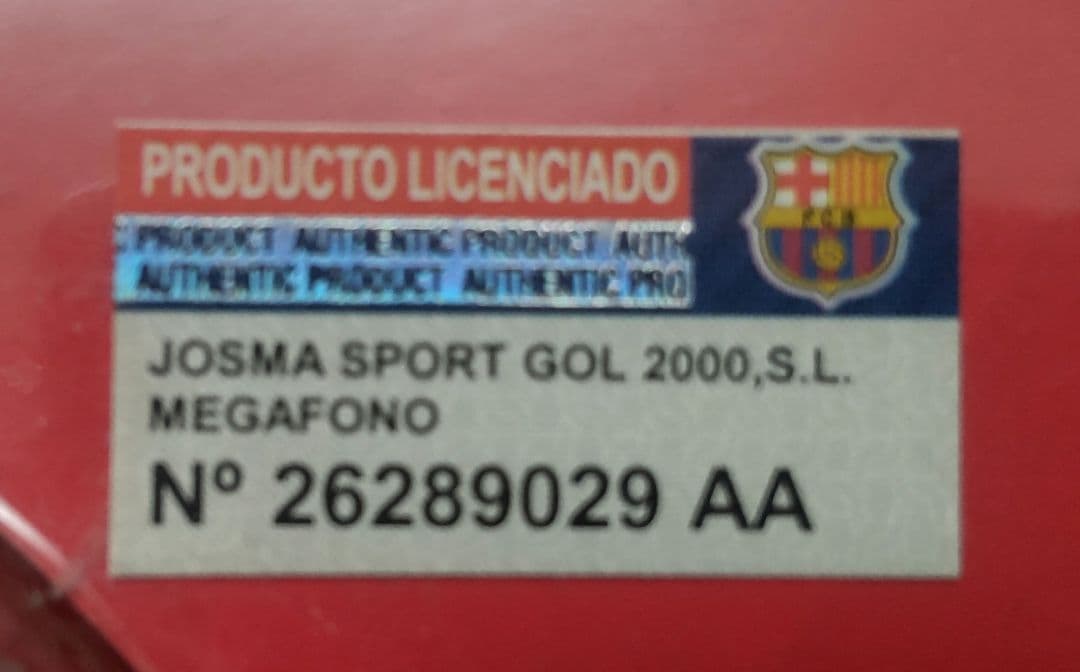 PRODUCTO LICENCIADO
C PRODUCT AUTHENTIC PRODUCT AUTH
AUTHENTIC PRODUCT AUTHENTIC PRO
F.C.B
JOSMA SPORT GOL 2000,S.L.
MEGAFONO
Nº 26289029 AA